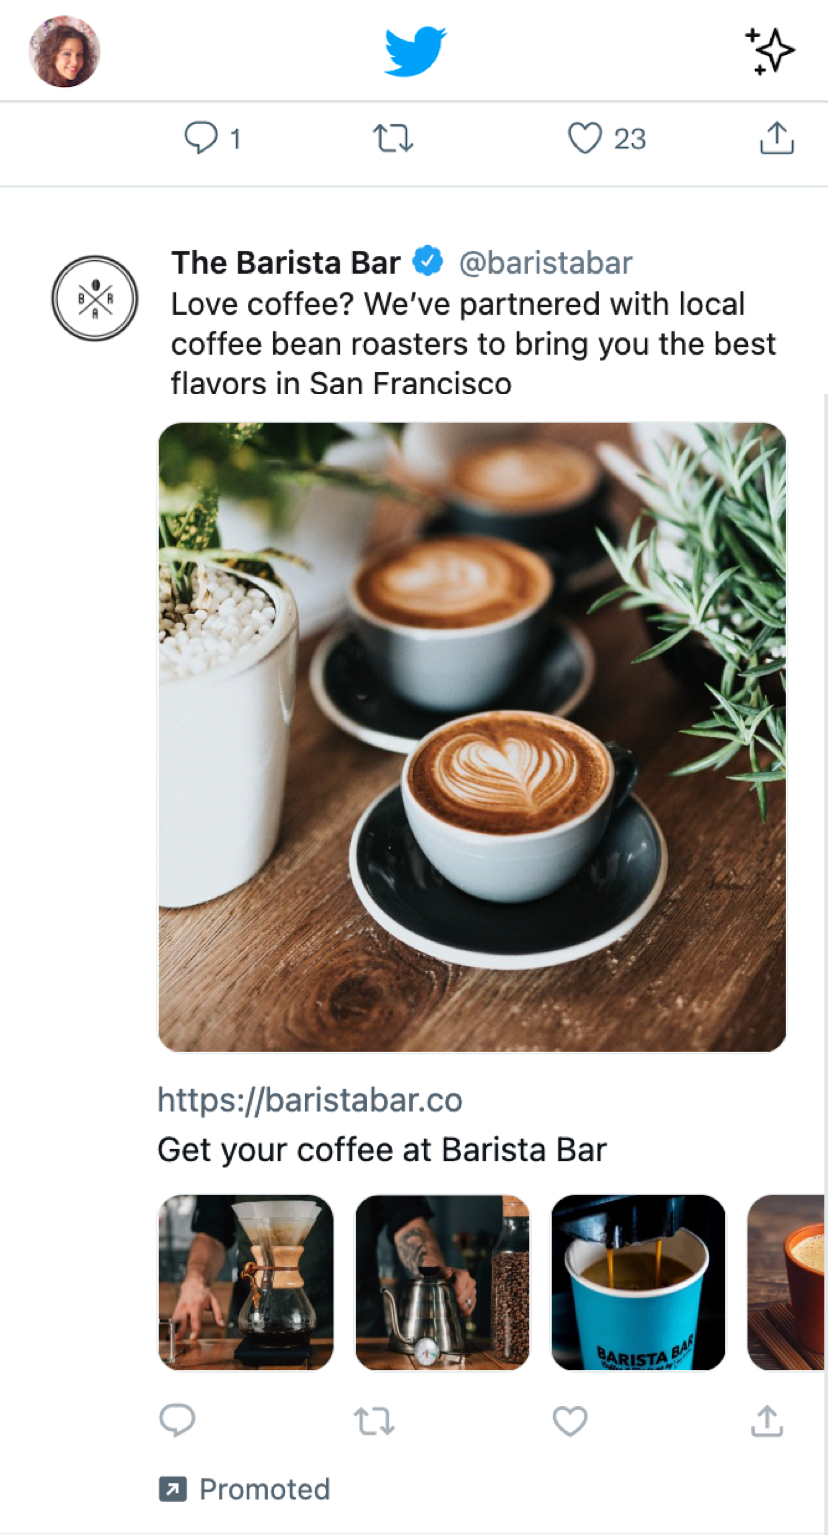 1
23
The Barista Bar @baristabar
B R
A
Love coffee? We’ve partnered with local
coffee bean roasters to bring you the best
flavors in San Francisco
https://baristabar.co
Get your coffee at Barista Bar
BARISTA BAR
Promoted